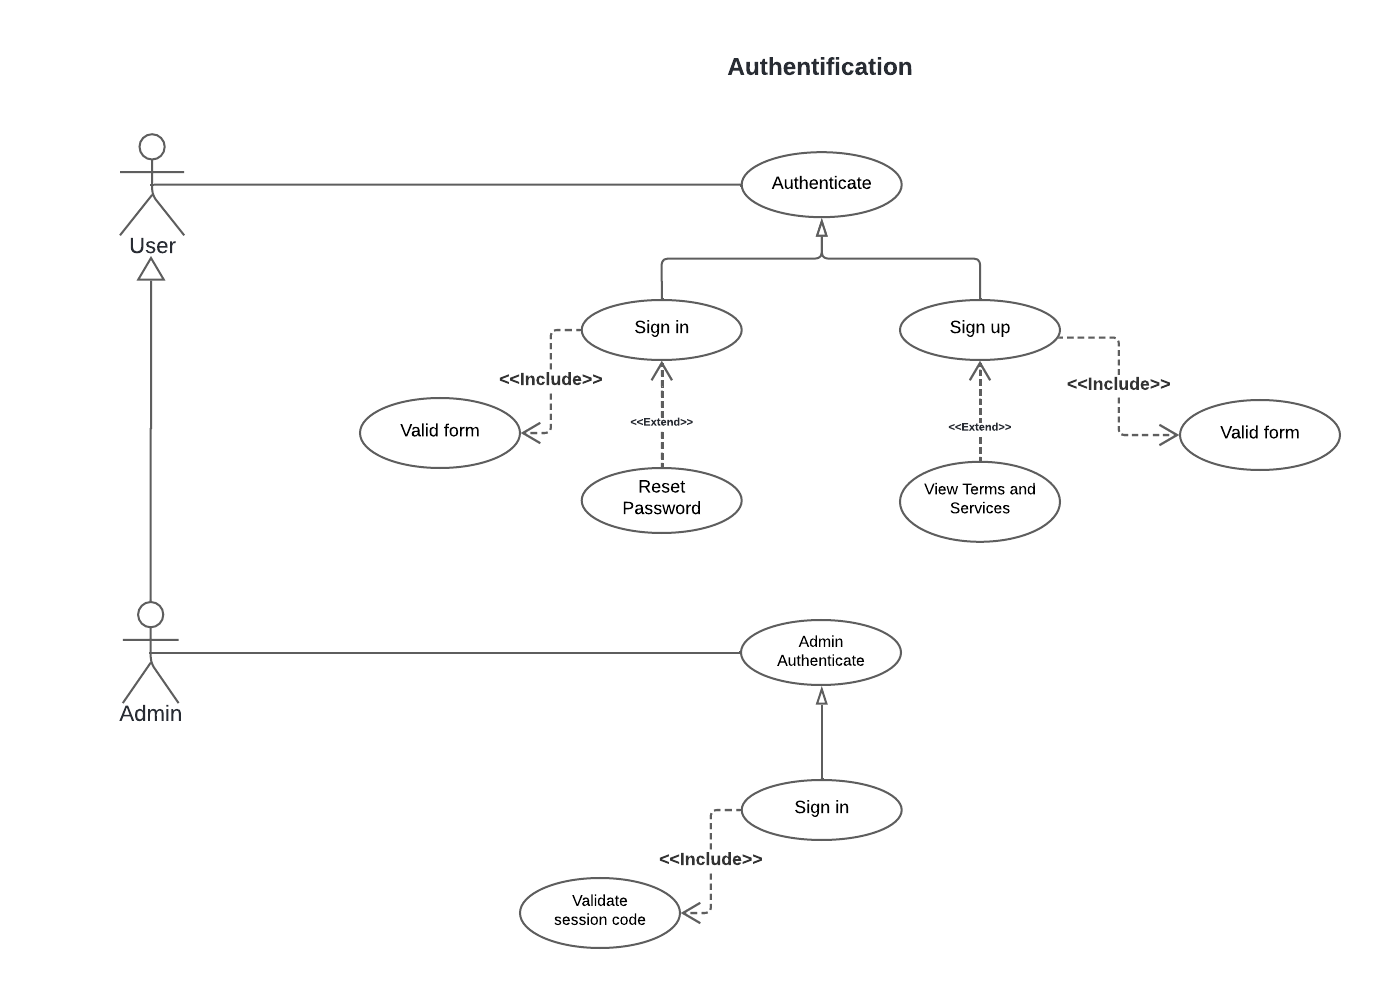 Authentification
Authenticate
User
Sign in
Sign up
<<Include>>
<<Include>>
Valid form
<<Extend>>
<<Extend>>
Valid form
Reset
Password
View Terms and
Services
Admin
Authenticate
Admin
Sign in
<<Include>>
Validate
session code